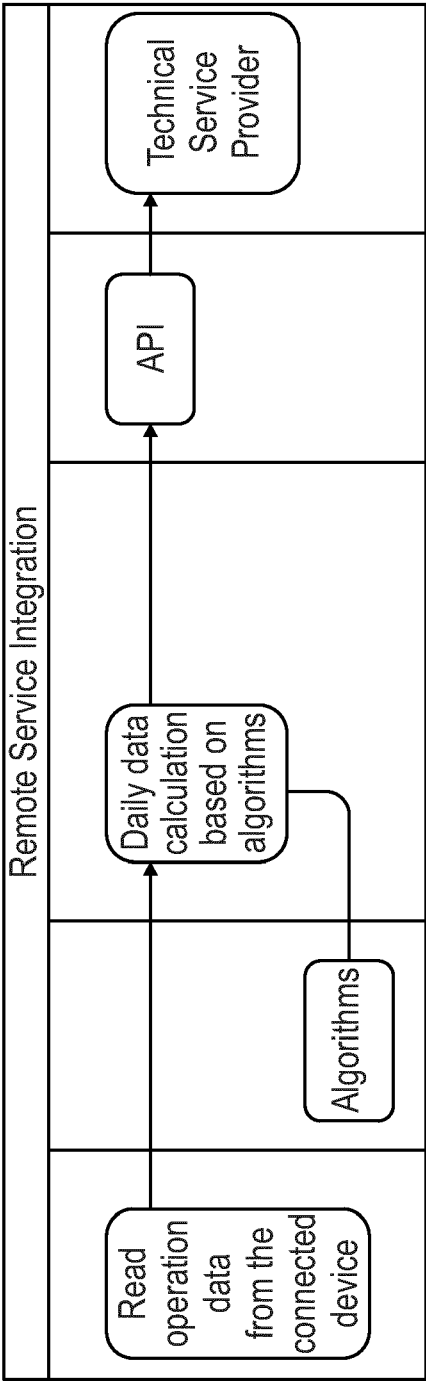 Remote Service Integration
Read
operation
data
from the
connected
device
Algorithms
Daily data
calculation
based on
algorithms
API
Technical
Service
Provider